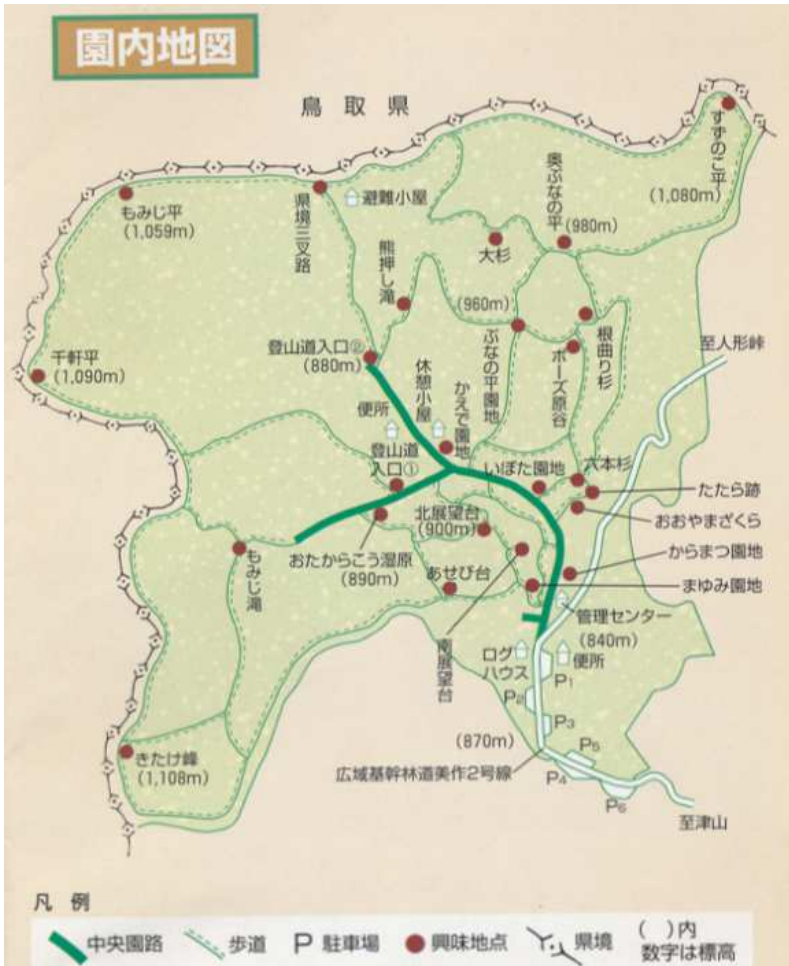 園内地図
鳥取県
すずのこ平
(1,080m)
奥ぶなの平
(980m)
もみじ平
(1,059m)
県境三叉路
避難小屋
大杉
熊押し滝
(960m)
ぶなの平園地
根曲り杉
ボーズ原谷
至人形峠
千軒平
(1,090m)
登山道入口②
(880m)
休憩小屋
かえで園地
便所
登山道
入口①
いぼた園地
六本杉
たたら跡
おおやまざくら
北展望台
(900m)
おたからこう湿原
(890m)
もみじ滝
あせび台
からまつ園地
まゆみ園地
管理センター
(840m)
南展望台
ログ
ハウス
便所
P1
P2
P3
(870m)
P5
P4
P6
広域基幹林道美作2号線
きたけ峰
(1,108m)
至津山
凡 例
中央園路
歩道
P 駐車場
興味地点
県境
( )内
数字は標高